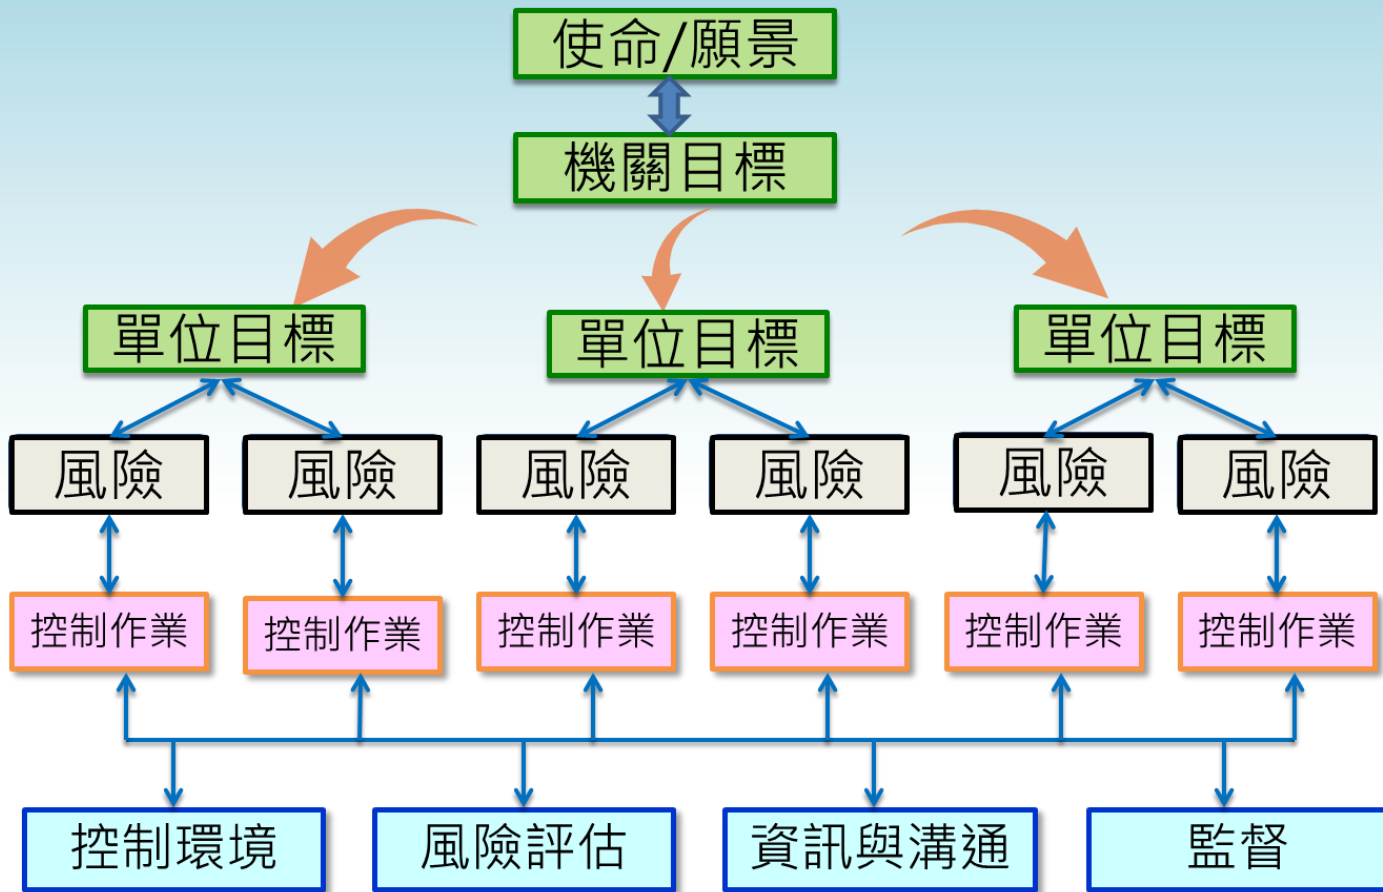 使命/願景
機關目標
單位目標
單位目標
單位目標
風險
風險
風險
風險
風險
風險
控制作業
控制作業
控制作業
控制作業
控制作業
控制作業
控制環境
風險評估
資訊與溝通
監督